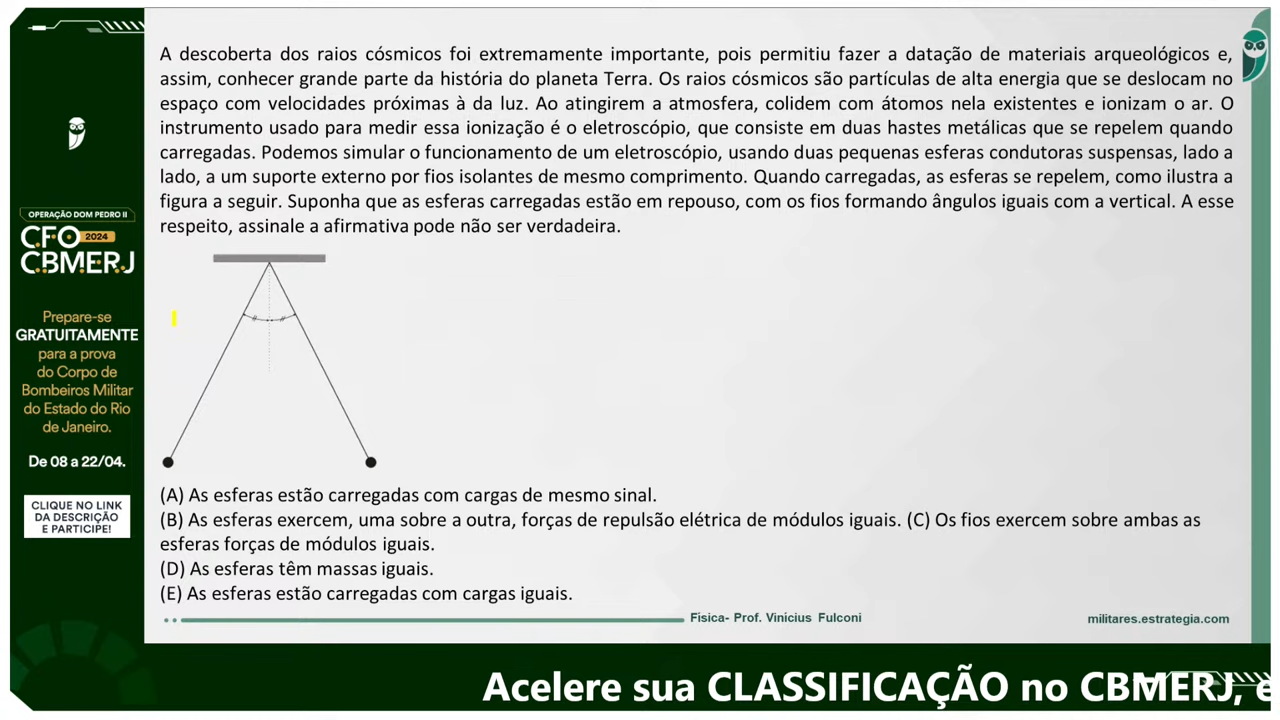 A descoberta dos raios cósmicos foi extremamente importante, pois permitiu fazer a datação de materiais arqueológicos e,
assim, conhecer grande parte da história do planeta Terra. Os raios cósmicos são partículas de alta energia que se deslocam no
espaço com velocidades próximas à da luz. Ao atingirem a atmosfera, colidem com átomos nela existentes e ionizam o ar. O
instrumento usado para medir essa ionização é o eletroscópio, que consiste em duas hastes metálicas que se repelem quando
carregadas. Podemos simular o funcionamento de um eletroscópio, usando duas pequenas esferas condutoras suspensas, lado a
lado, a um suporte externo por fios isolantes de mesmo comprimento. Quando carregadas, as esferas se repelem, como ilustra a
figura a seguir. Suponha que as esferas carregadas estão em repouso, com os fios formando ângulos iguais com a vertical. A esse
respeito, assinale a afirmativa pode não ser verdadeira.
(A) As esferas estão carregadas com cargas de mesmo sinal.
(B) As esferas exercem, uma sobre a outra, forças de repulsão elétrica de módulos iguais. (C) Os fios exercem sobre ambas as
esferas forças de módulos iguais.
(D) As esferas têm massas iguais.
(E) As esferas estão carregadas com cargas iguais.
Física- Prof. Vinícius Fulconi
militares.estrategia.com
OPERAÇÃO DOM PEDRO II
CFO 2024
CBMERJ
Prepare-se
GRATUITAMENTE
para a prova
do Corpo de
Bombeiros Militar
do Estado do Rio
de Janeiro.
De 08 a 22/04.
CLIQUE NO LINK
DA DESCRIÇÃO
E PARTICIPE!
Acelere sua CLASSIFICAÇÃO no CBMERJ, e